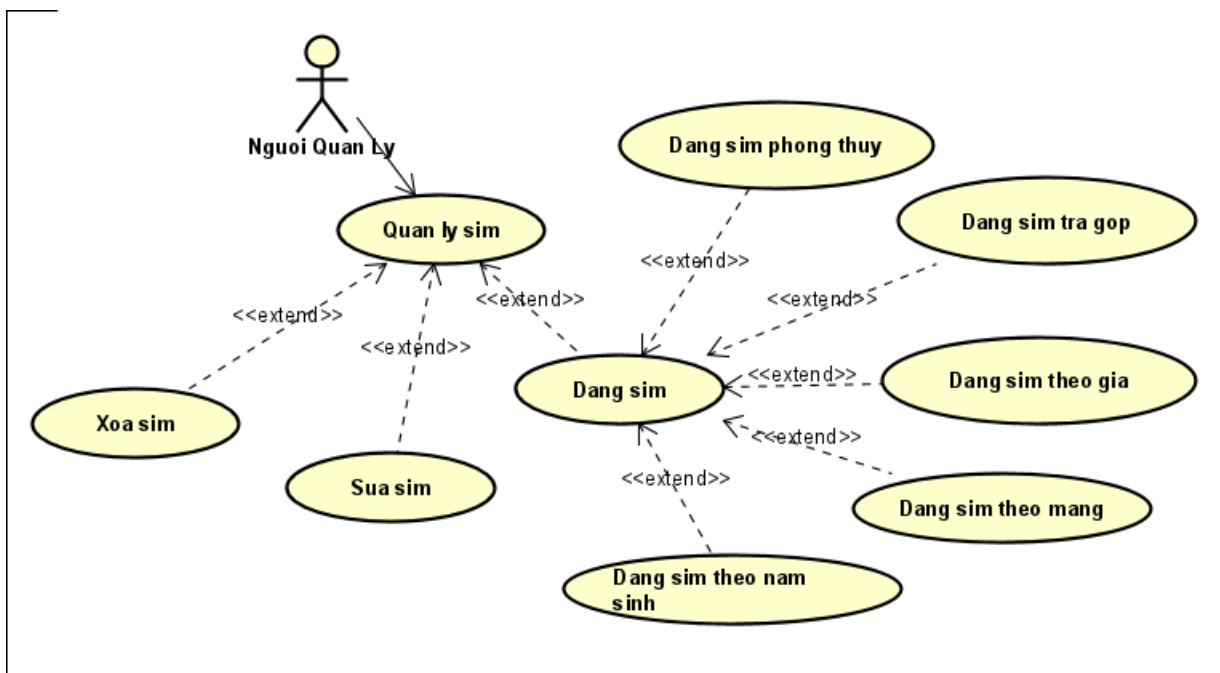 Nguoi Quan Ly
Dang sim phong thuy
Quan ly sim
Dang sim tra gop
<<extend>>
<<extend>>
<<extend>>
<<extend>>
<<extend>>
Dang sim
<<extend>>
Dang sim theo gia
Xoa sim
<<extend>>
Sua sim
<<extend>>
Dang sim theo mang
Dang sim theo nam
sinh